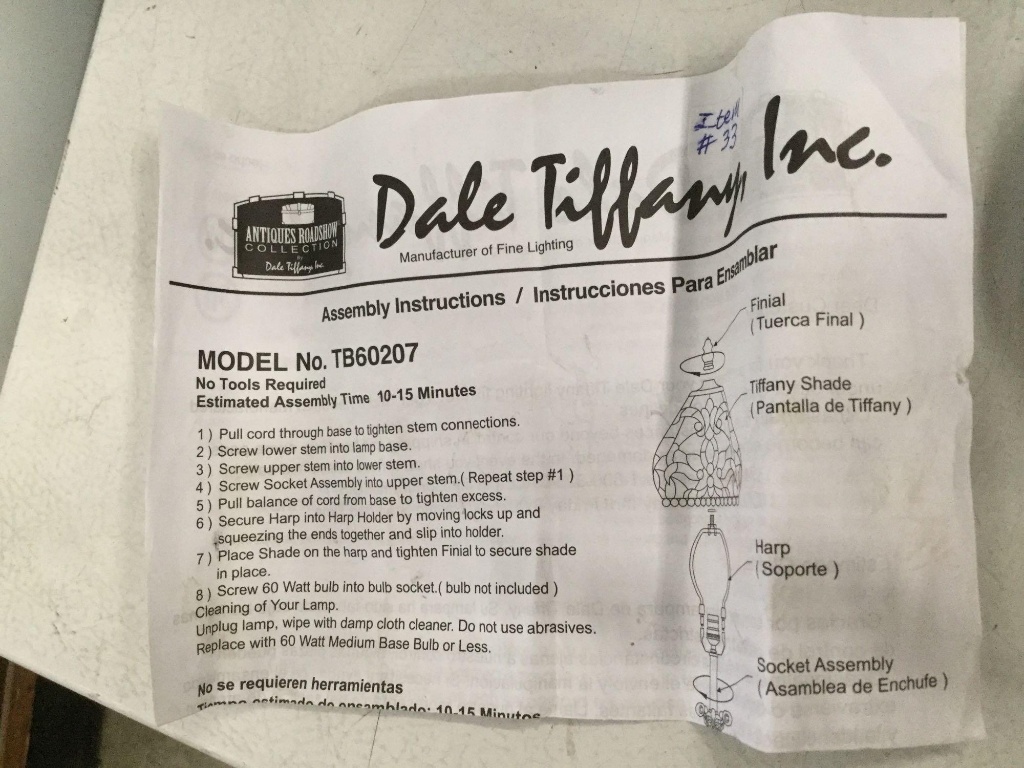 Item
# 33
Dale Tiffany, Inc.
ANTIQUES ROADSHOW
COLLECTION
By
Dale Tiffany, Inc.
Manufacturer of Fine Lighting
Assembly Instructions / Instrucciones Para Ensamblar
MODEL No. TB60207
No Tools Required
Estimated Assembly Time 10-15 Minutes
1 ) Pull cord through base to tighten stem connections.
2 ) Screw lower stem into lamp base.
3 ) Screw upper stem into lower stem.
4 ) Screw Socket Assembly into upper stem.( Repeat step #1 )
5 ) Pull balance of cord from base to tighten excess.
6 ) Secure Harp into Harp Holder by moving locks up and
squeezing the ends together and slip into holder.
7 ) Place Shade on the harp and tighten Finial to secure shade
in place.
8 ) Screw 60 Watt bulb into bulb socket.( bulb not included )
Cleaning of Your Lamp.
Unplug lamp, wipe with damp cloth cleaner. Do not use abrasives.
Replace with 60 Watt Medium Base Bulb or Less.
No se requieren herramientas
Tiempo estimado de ensamblado: 10-15 Minutos
Finial
(Tuerca Final )
Tiffany Shade
(Pantalla de Tiffany )
Harp
(Soporte )
Socket Assembly
(Asamblea de Enchufe )